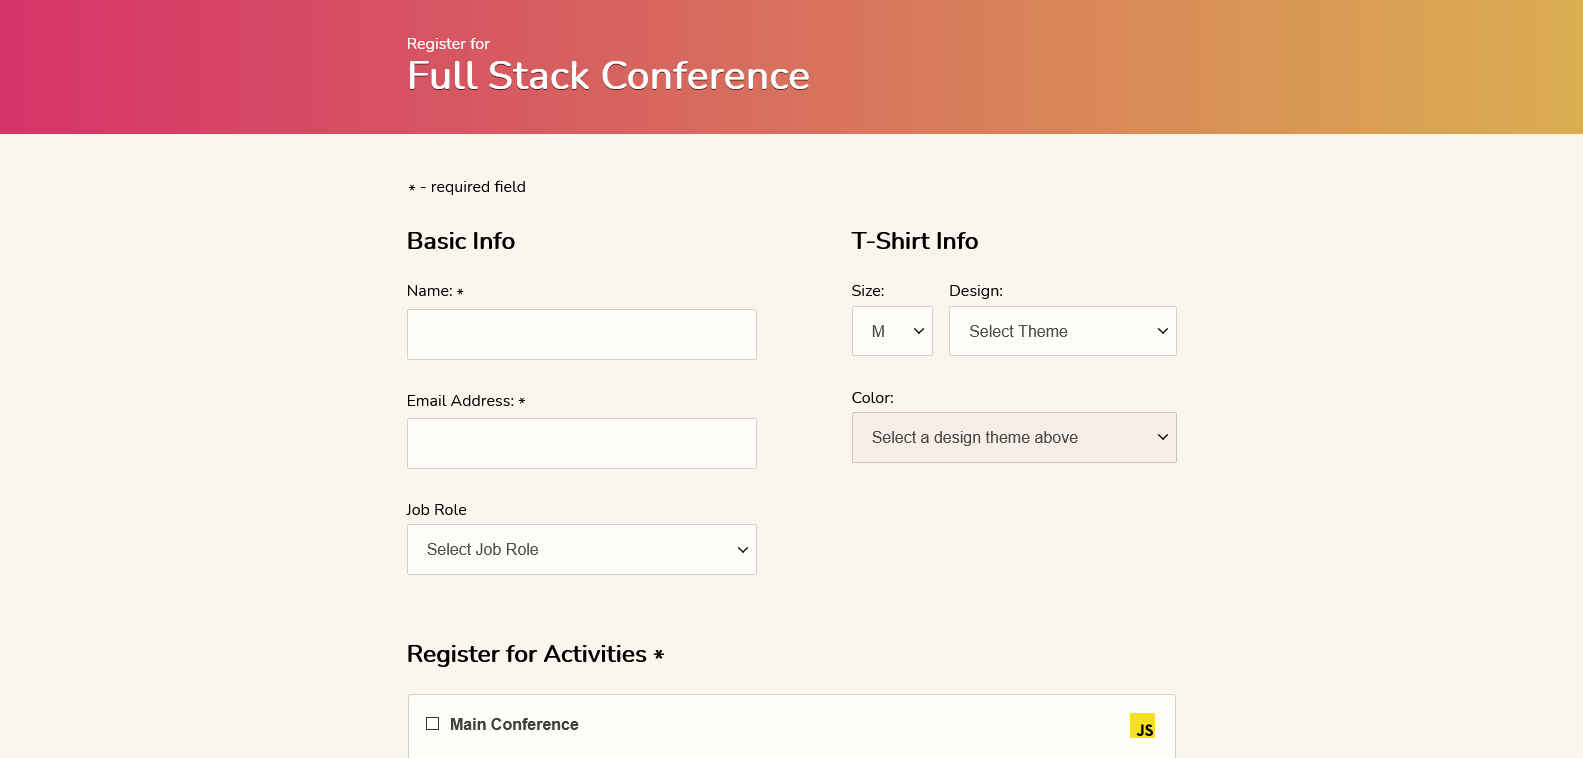 Register for
Full Stack Conference
* - required field
Basic Info
Name: *
Email Address: *
Job Role
Select Job Role
T-Shirt Info
Size:
M
Design:
Select Theme
Color:
Select a design theme above
Register for Activities *
Main Conference
JS